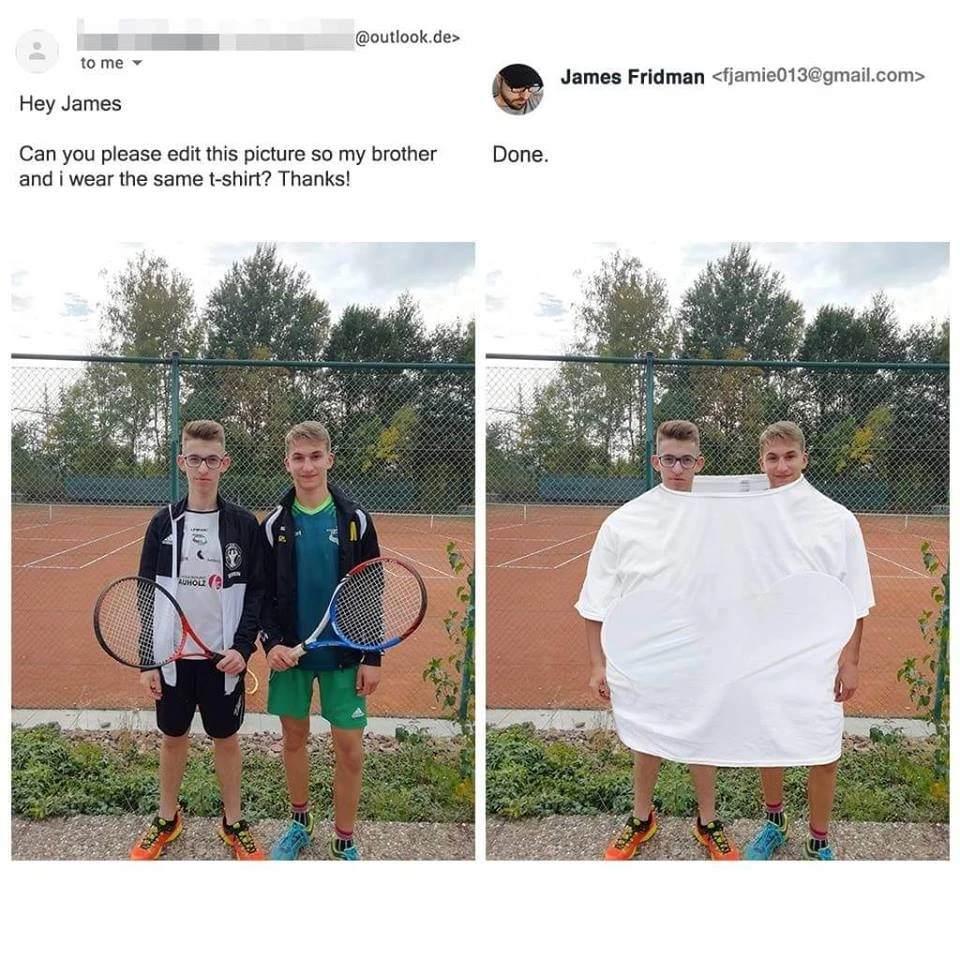 @outlook.de>
to me
Hey James
Can you please edit this picture so my brother
and i wear the same t-shirt? Thanks!
James Fridman <fjamie013@gmail.com>
Done.
AUHOLZ